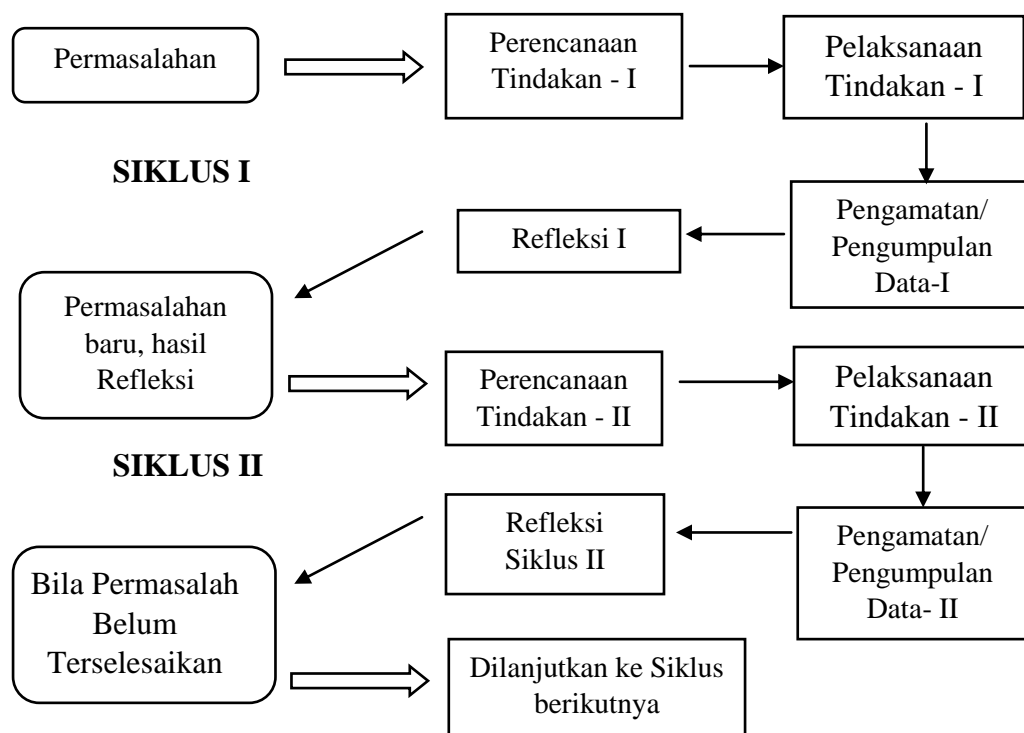 Permasalahan
Perencanaan
Tindakan - I
Pelaksanaan
Tindakan - I
SIKLUS I
Pengamatan/
Pengumpulan
Data-I
Refleksi I
Permasalahan
baru, hasil
Refleksi
Perencanaan
Tindakan - II
Pelaksanaan
Tindakan - II
SIKLUS II
Pengamatan/
Pengumpulan
Data- II
Refleksi
Siklus II
Bila Permasalah
Belum
Terselesaikan
Dilanjutkan ke Siklus
berikutnya